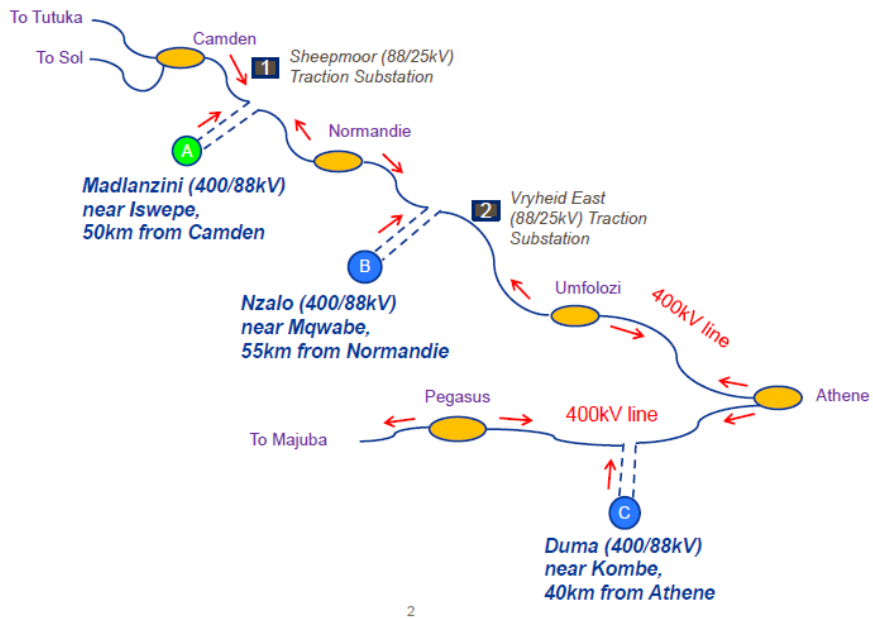 To Tutuka
Camden
To Sol
1
Sheepmoor (88/25kV)
Traction Substation
A
Normandie
Madlanzini (400/88kV)
near Iswepe,
50km from Camden
2
Vryheid East
(88/25kV) Traction
Substation
B
Umfolozi
400kV line
Nzalo (400/88kV)
near Mqwabe,
55km from Normandie
Pegasus
400kV line
Athene
To Majuba
C
Duma (400/88kV)
near Kombe,
40km from Athene
2